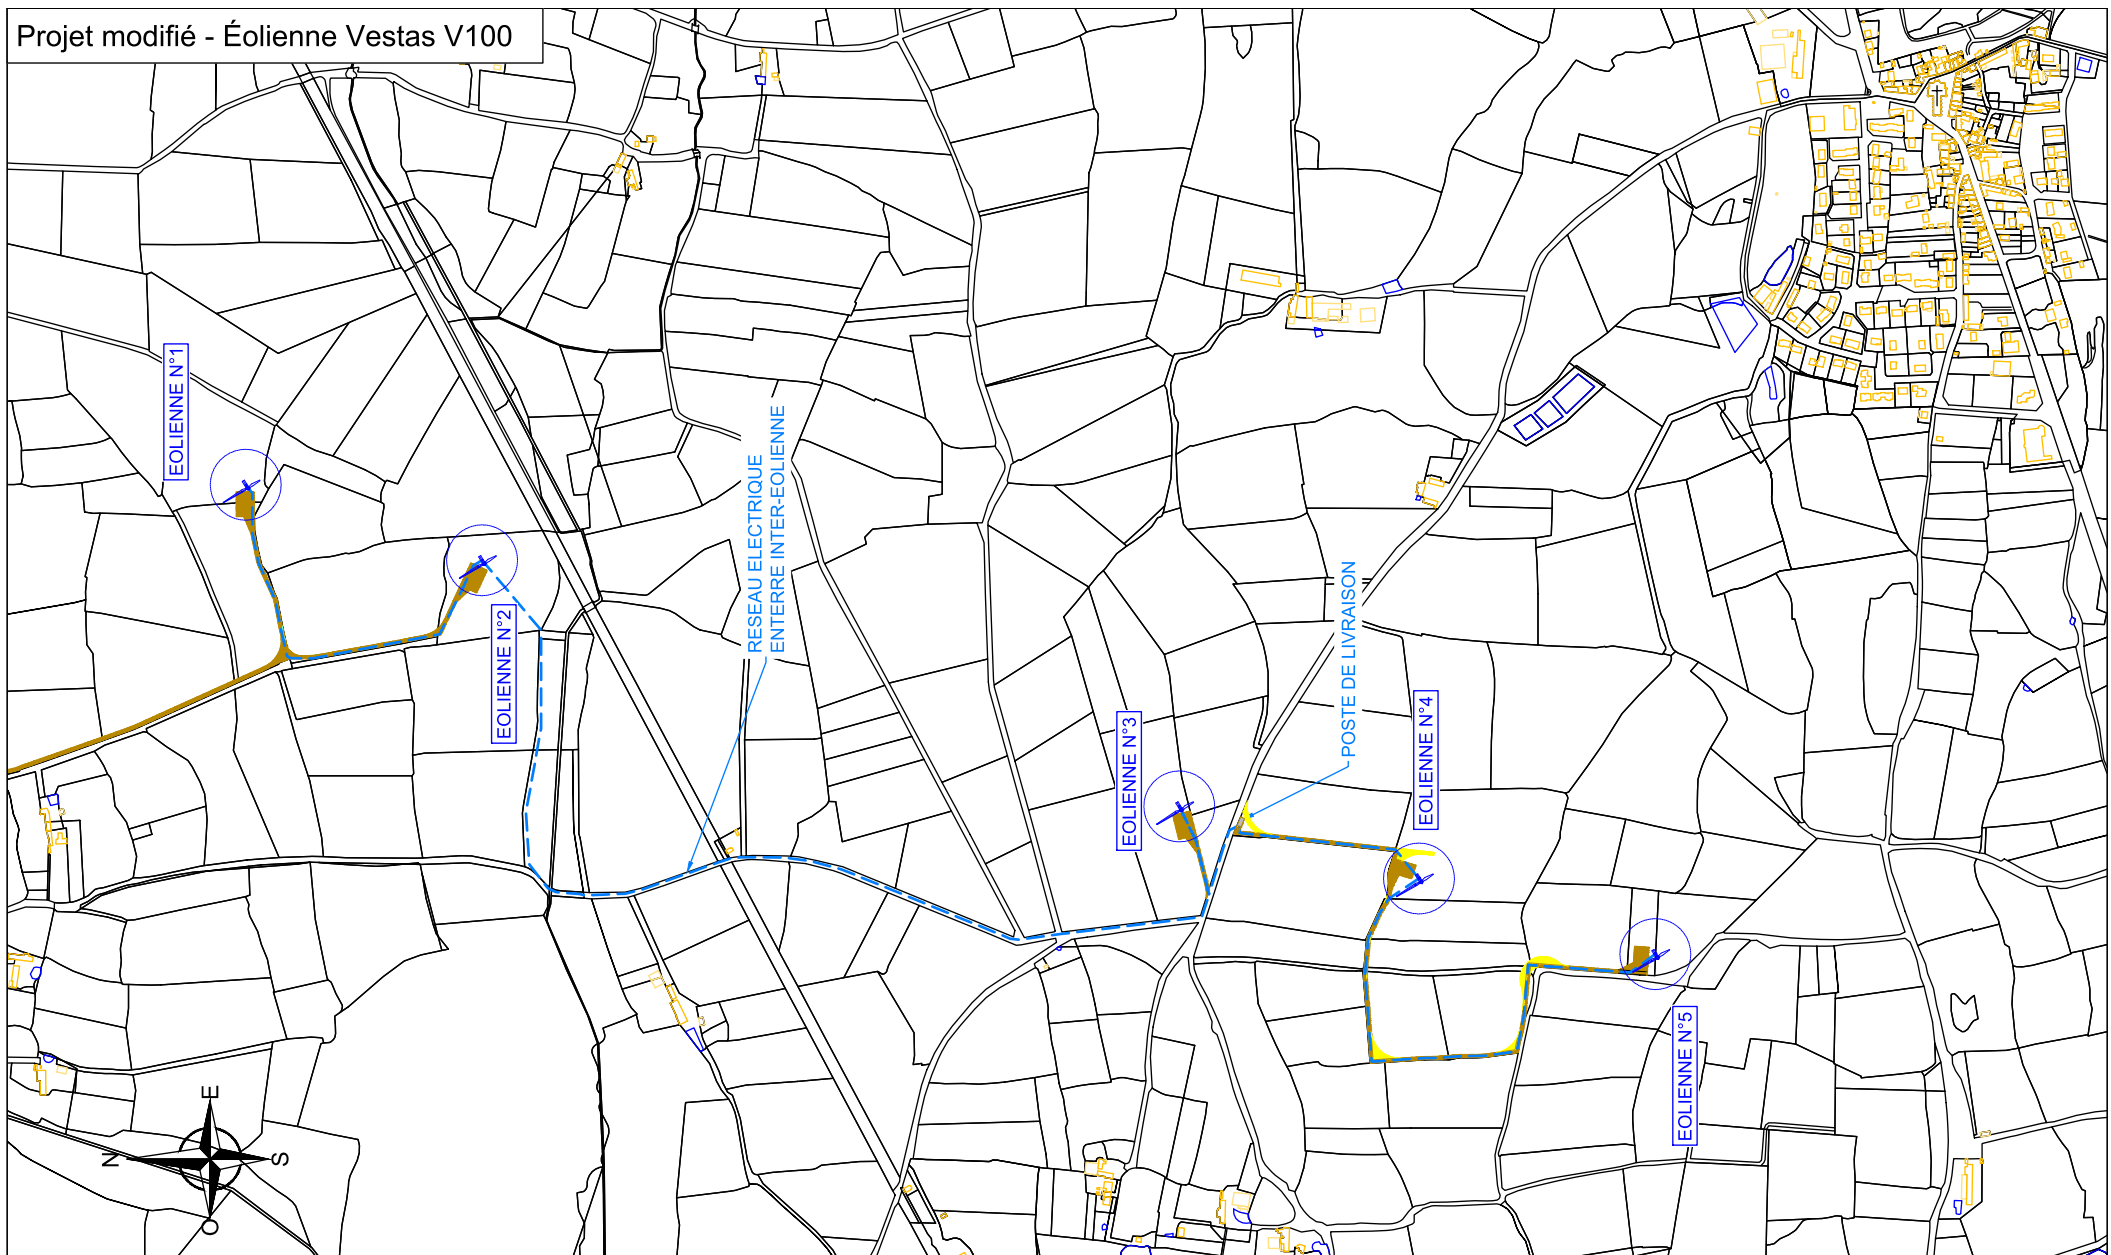 Projet modifié - Éolienne Vestas V100
EOLIENNE N°1
EOLIENNE N°2
RESEAU ELECTRIQUE
ENTERRE INTER-EOLIENNE
EOLIENNE N°3
POSTE DE LIVRAISON
EOLIENNE N°4
EOLIENNE N°5
N
E
S
O